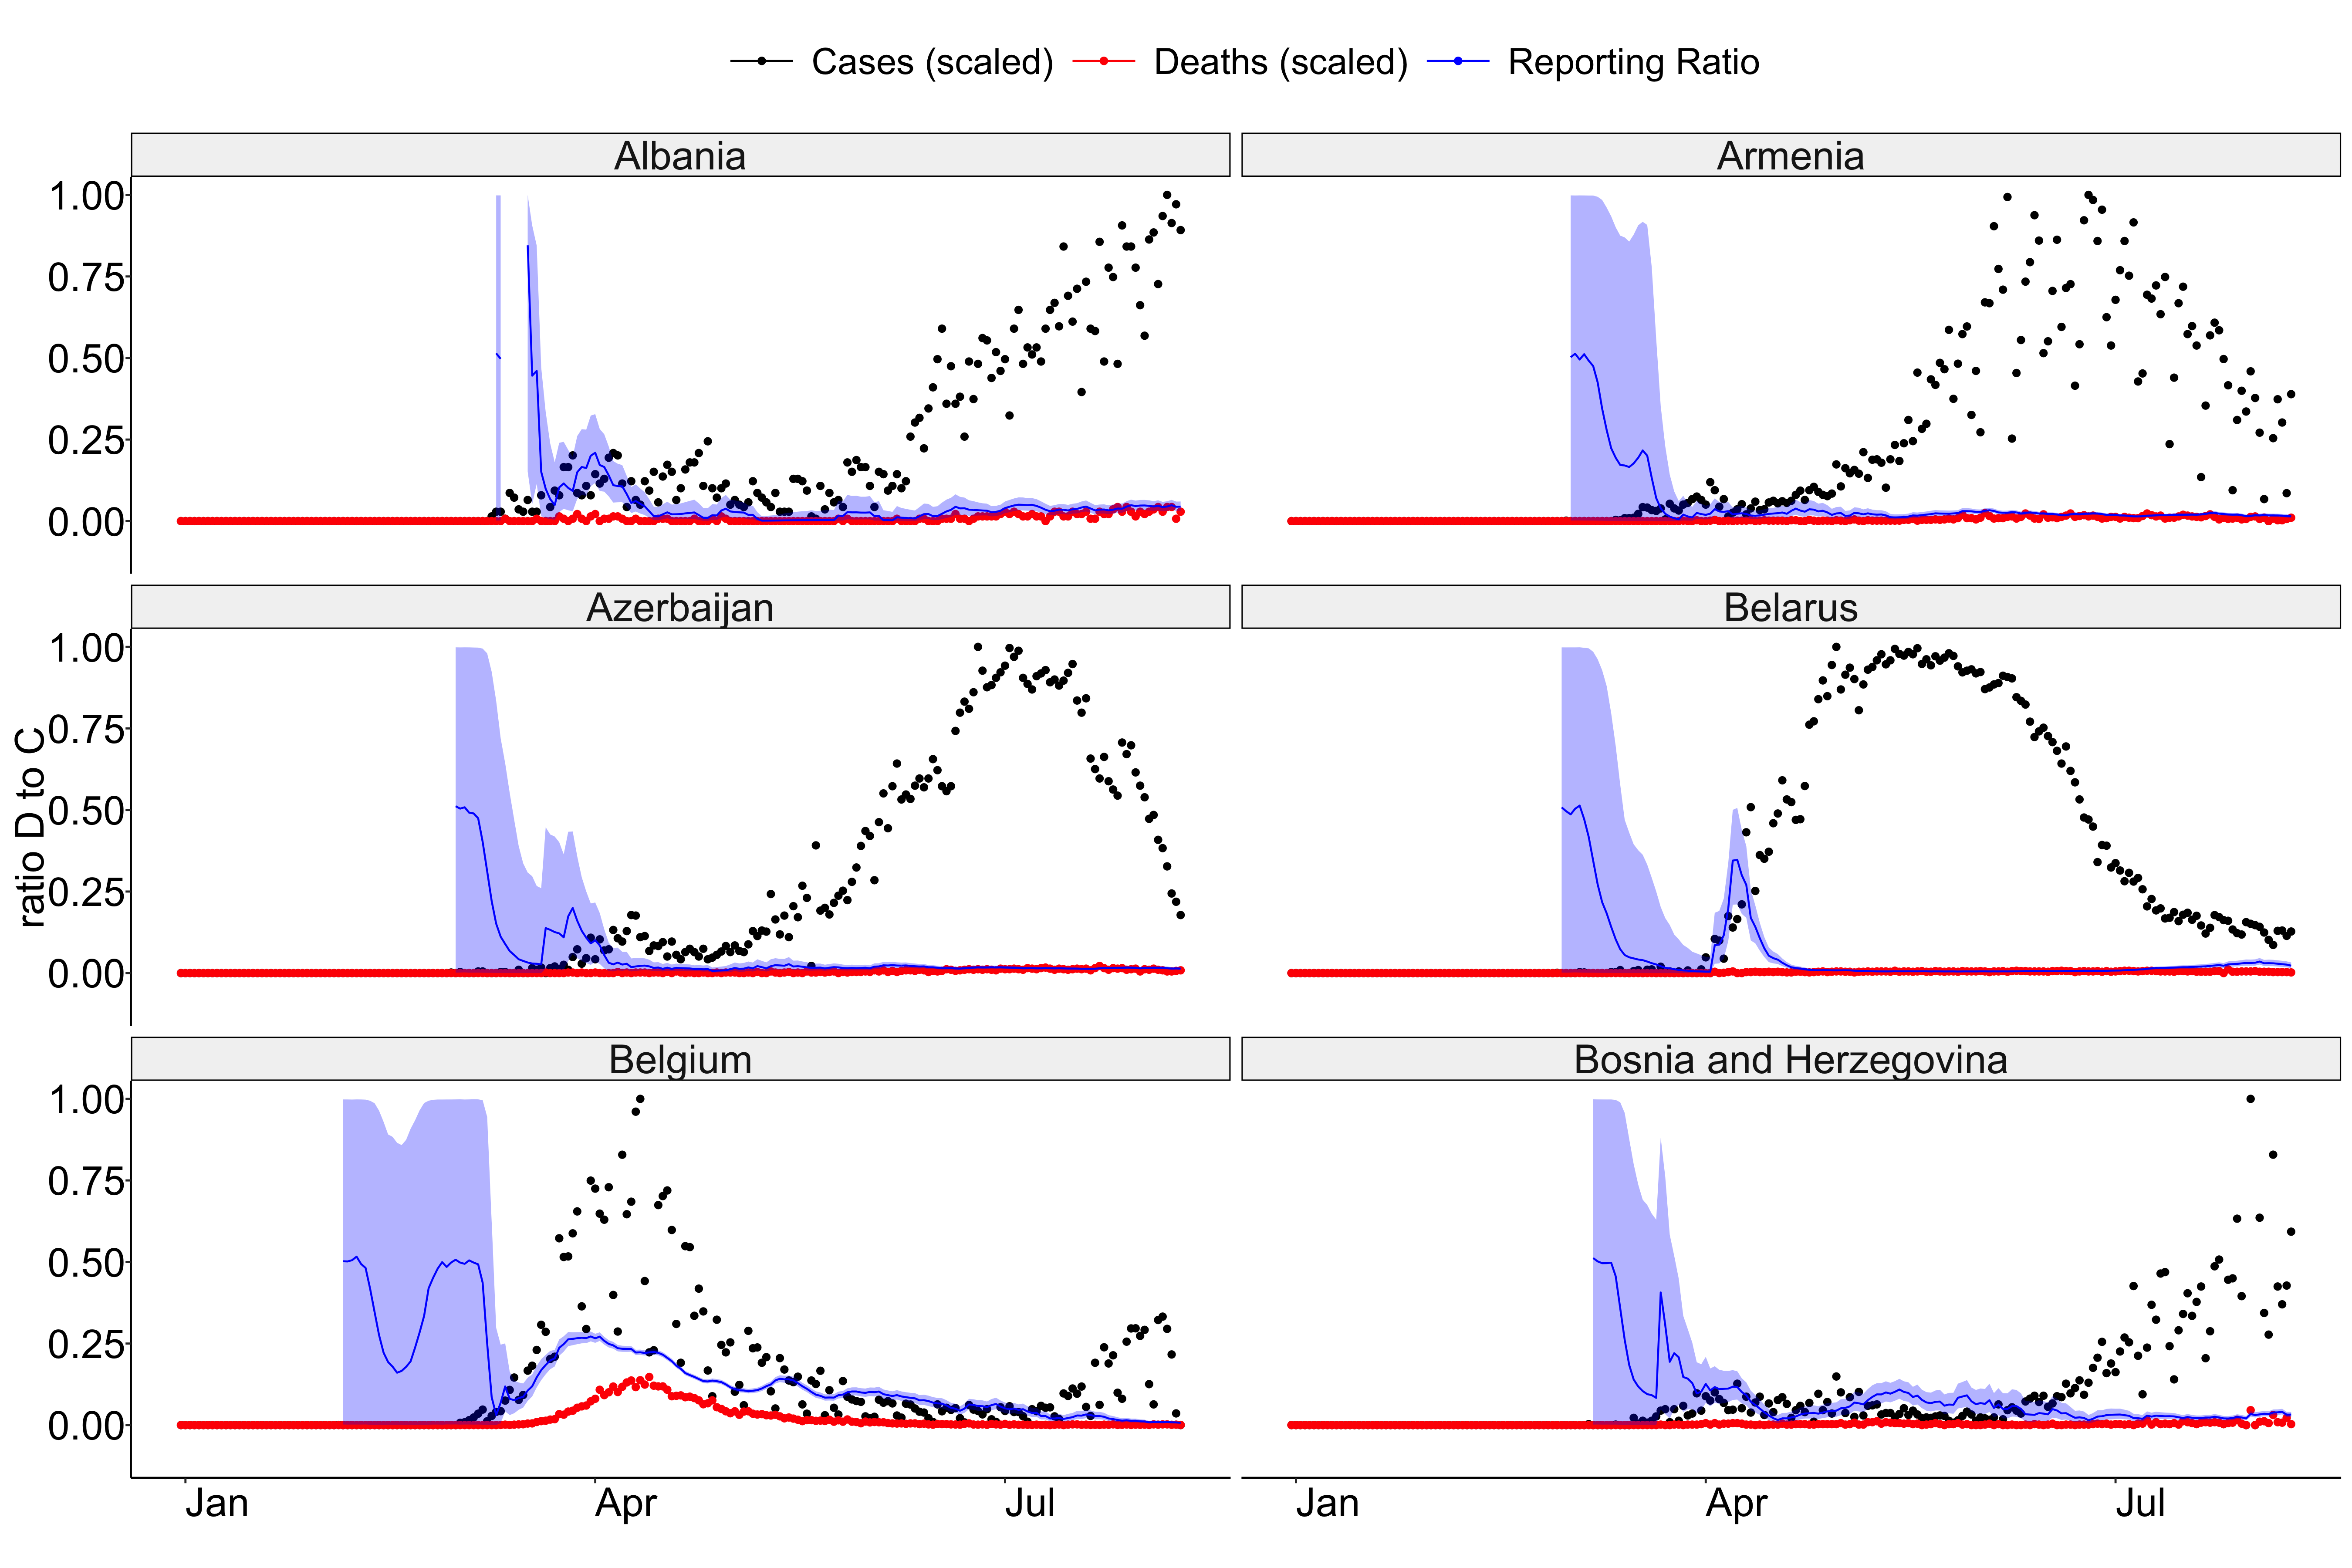 Cases (scaled) Deaths (scaled) Reporting Ratio
Albania Armenia
1.00
0.75
0.50
0.25
0.00
Azerbaijan Belarus
1.00
0.75
0.50
0.25
0.00
ratio D to C
Belgium Bosnia and Herzegovina
1.00
0.75
0.50
0.25
0.00
Jan Apr Jul Jan Apr Jul